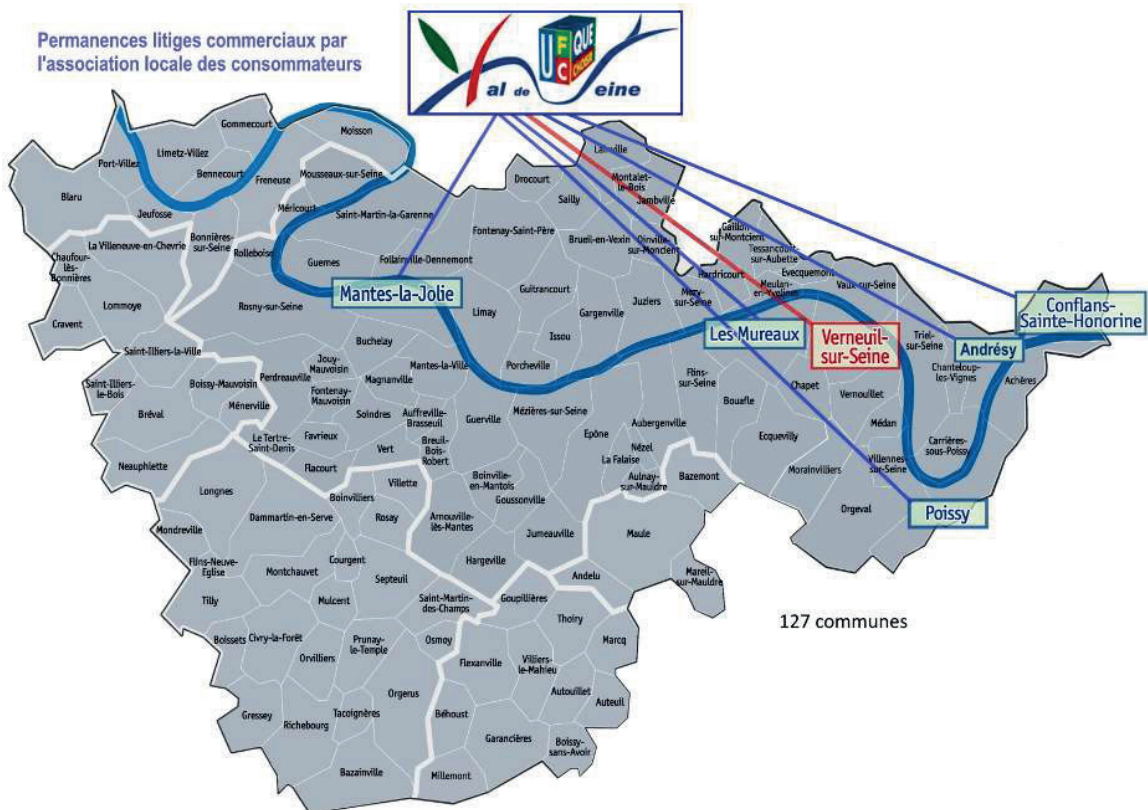 Permanences litiges commerciaux par
l'association locale des consommateurs
UFC
QUE
CHOISIR
Val de Seine
Gommecourt
Moisson
Port-Villez
Limetz-Villez
Bennecourt
Freneuse
Mousseaux-sur-Seine
Blaru
Jeufosse
Méricourt
Saint-Martin-la-Garenne
La Villeneuve-en-Chevrie
Bonnières-
sur-Seine
Rolleboise
Chaufour-
lès-
Bonnières
Guernes
Follainville-Dennemont
Lommoye
Rosny-sur-Seine
Mantes-la-Jolie
Cravent
Limay
Drocourt
Sailly
Lainville
Montalet-
le-Bois
Jambville
Fontenay-Saint-Père
Brueil-en-Vexin
Oinville-
sur-Moncient
Gaillon
sur-Montcient
Tessancourt-
sur-Aubette
Evecquemont
Hardricourt
Meulan-
en-Yvelines
Vaux-sur-Seine
Guitrancourt
Juziers
Mézy-
sur-Seine
Gargenville
Issou
Les Mureaux
Verneuil-
sur-Seine
Triel-
sur-Seine
Andrésy
Conflans-
Sainte-Honorine
Chanteloup-
les-Vignes
Achères
Saint-Illiers-la-Ville
Buchelay
Jouy-
Mauvoisin
Mantes-la-Ville
Porcheville
Flins-
sur-Seine
Chapet
Vernouillet
Saint-Illiers-
le-Bois
Boissy-Mauvoisin
Perdreauville
Magnanville
Fontenay-
Mauvoisin
Bréval
Ménerville
Soindres
Auffreville-
Brasseuil
Guerville
Mézières-sur-Seine
Bouafle
Aubergenville
Médan
Le Tertre-
Saint-Denis
Favrieux
Vert
Breuil-
Bois-
Robert
Epône
Nézel
La Falaise
Ecquevilly
Carrières-
sous-Poissy
Neauphlette
Flacourt
Villette
Boinville-
en-Mantois
Aulnay-
sur-Mauldre
Bazemont
Morainvilliers
Villennes-
sur-Seine
Longnes
Boinvilliers
Goussonville
Orgeval
Poissy
Dammartin-en-Serve
Rosay
Arnouville-
lès-Mantes
Jumeauville
Maule
Mondreville
Courgent
Hargeville
Flins-Neuve-
Eglise
Montchauvet
Septeuil
Andelu
Mareil-
sur-Mauldre
Tilly
Mulcent
Saint-Martin-
des-Champs
Goupillières
Thoiry
127 communes
Boissets
Civry-la-Forêt
Prunay-
le-Temple
Osmoy
Marcq
Orvilliers
Flexanville
Villiers-
le-Mahieu
Orgerus
Autouillet
Auteuil
Gressey
Richebourg
Tacoignères
Béhoust
Garancières
Boissy-
sans-Avoir
Bazainville
Millemont